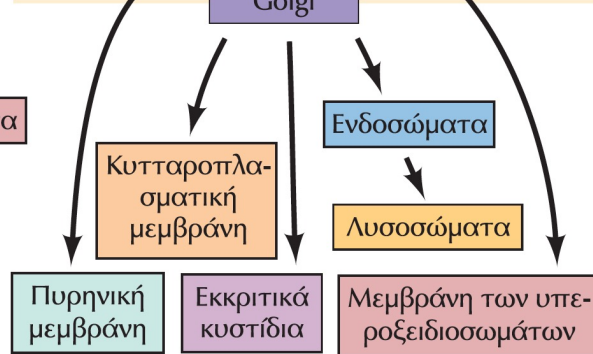 Golgi
α
Ενδοσώματα
Κυτταροπλα-
σματική
μεμβράνη
Λυσοσώματα
Πυρηνική
μεμβράνη
Εκκριτικά
κυστίδια
Μεμβράνη των υπε-
ροξειδιοσωμάτων